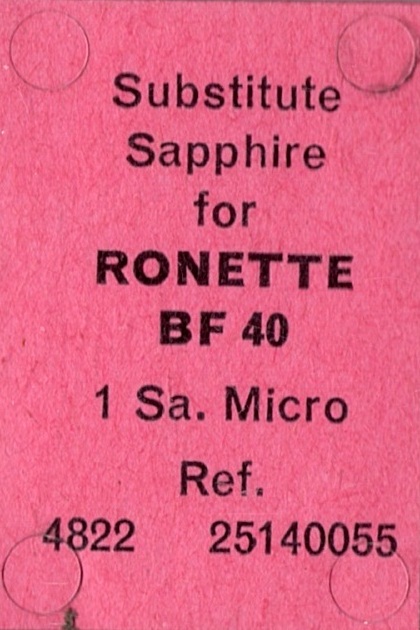 Substitute
Sapphire
for
RONETTE
BF 40
1 Sa. Micro
Ref.
4822 25140055